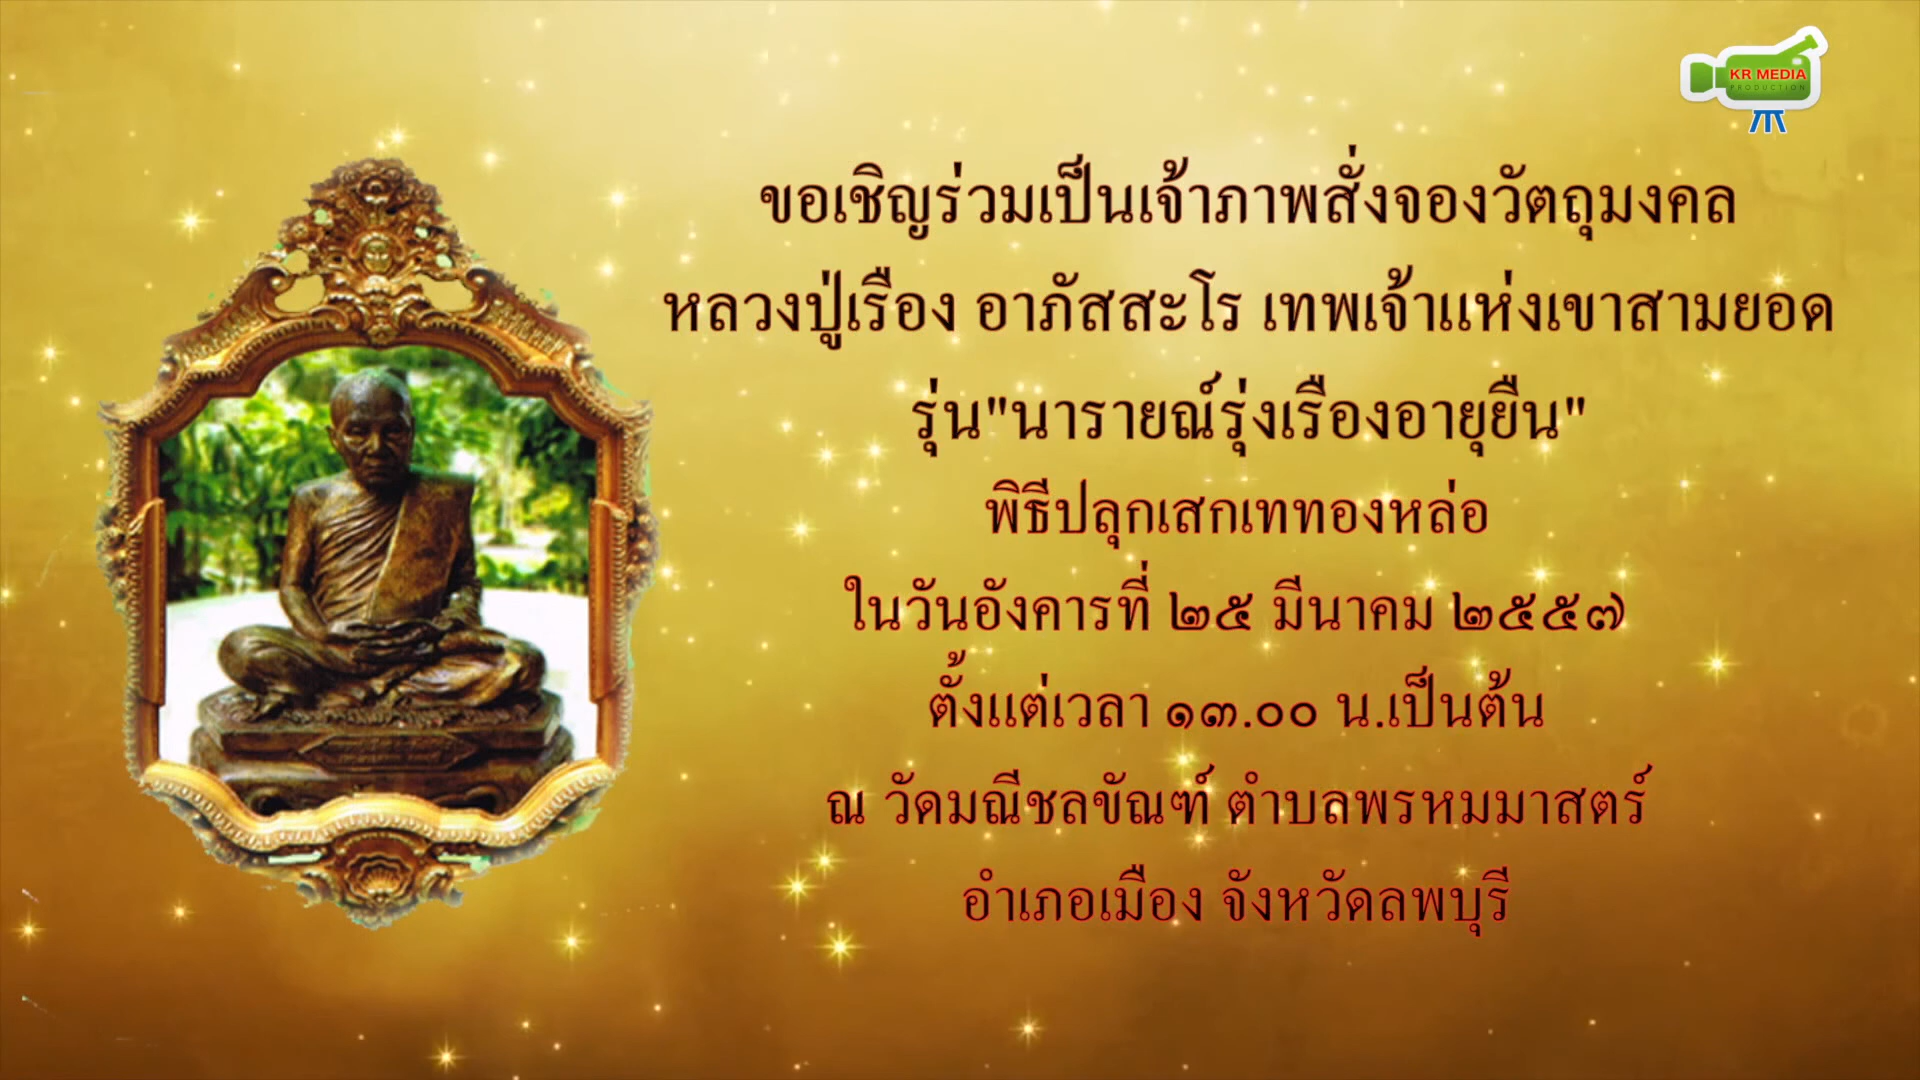 KR MEDIA
PRODUCTION
ขอเชิญร่วมเป็นเจ้าภาพสั่งจองวัตถุมงคล
หลวงปู่เรือง อาภัสสะโร เทพเจ้าแห่งเขาสามยอด
รุ่น"นารายณ์รุ่งเรืองอายุยืน"
พิธีปลุกเสกเททองหล่อ
ในวันอังคารที่ ๒๕ มีนาคม ๒๕๕๗
ตั้งแต่เวลา ๑๓.๐๐ น.เป็นต้น
ณ วัดมณีชลขัณฑ์ ตำบลพรหมมาสตร์
อำเภอเมือง จังหวัดลพบุรี